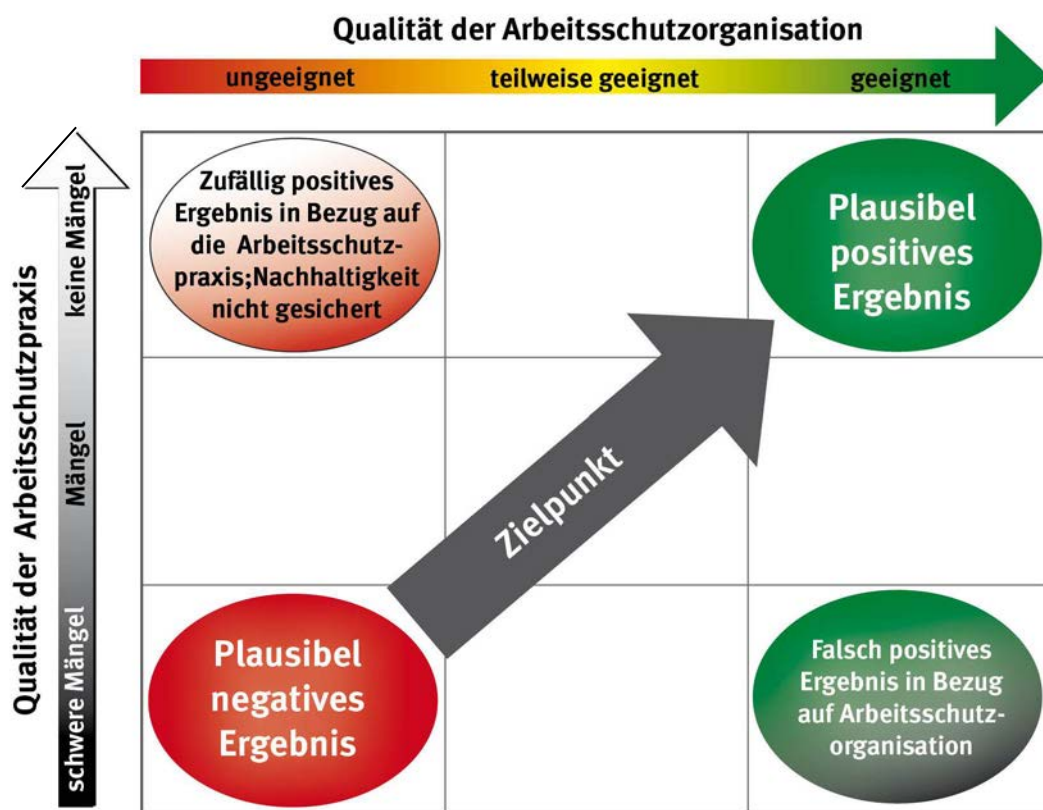 Qualität der Arbeitsschutzorganisation
ungeeignet
teilweise geeignet
geeignet
Qualität der Arbeitsschutzpraxis
keine Mängel
Mängel
schwere Mängel
Zufällig positives
Ergebnis in Bezug auf
die Arbeitsschutz-
praxis;Nachhaltigkeit
nicht gesichert
Plausibel
positives
Ergebnis
Zielpunkt
Plausibel
negatives
Ergebnis
Falsch positives
Ergebnis in Bezug
auf Arbeitsschutz-
organisation